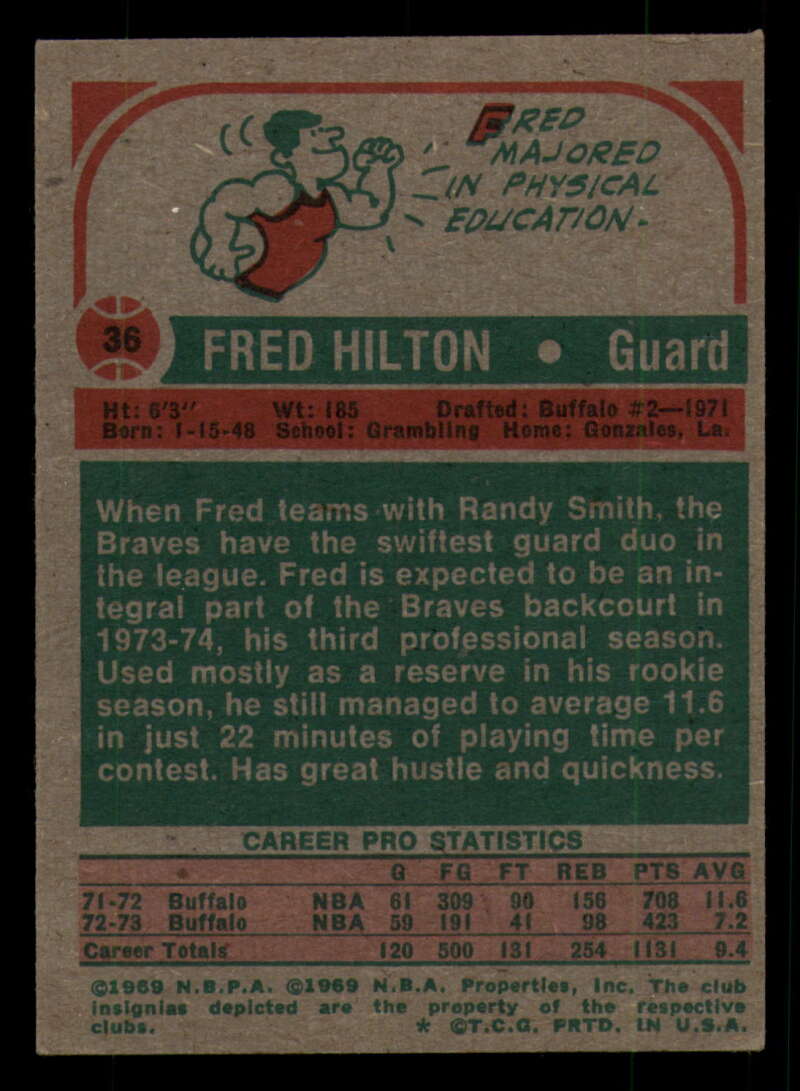 FRED
MAJORED
IN PHYSICAL
EDUCATION.
36
FRED HILTON • Guard
Ht: 6'3" Wt: 185 Drafted: Buffalo #2—1971
Born: 1-15-48 School: Grambling Home: Gonzales, La.
When Fred teams with Randy Smith, the
Braves have the swiftest guard duo in
the league. Fred is expected to be an in-
tegral part of the Braves backcourt in
1973-74, his third professional season.
Used mostly as a reserve in his rookie
season, he still managed to average 11.6
in just 22 minutes of playing time per
contest. Has great hustle and quickness.
CAREER PRO STATISTICS
G FG FT REB PTS AVG
71-72 Buffalo NBA 61 309 90 156 708 11.6
72-73 Buffalo NBA 59 191 41 98 423 7.2
Career Totals 120 500 131 254 1131 9.4
©1969 N.B.P.A. ©1969 N.B.A. Properties, Inc. The club
insignias depicted are the property of the respective
clubs. * ©T.C.G. PRTD. IN U.S.A.